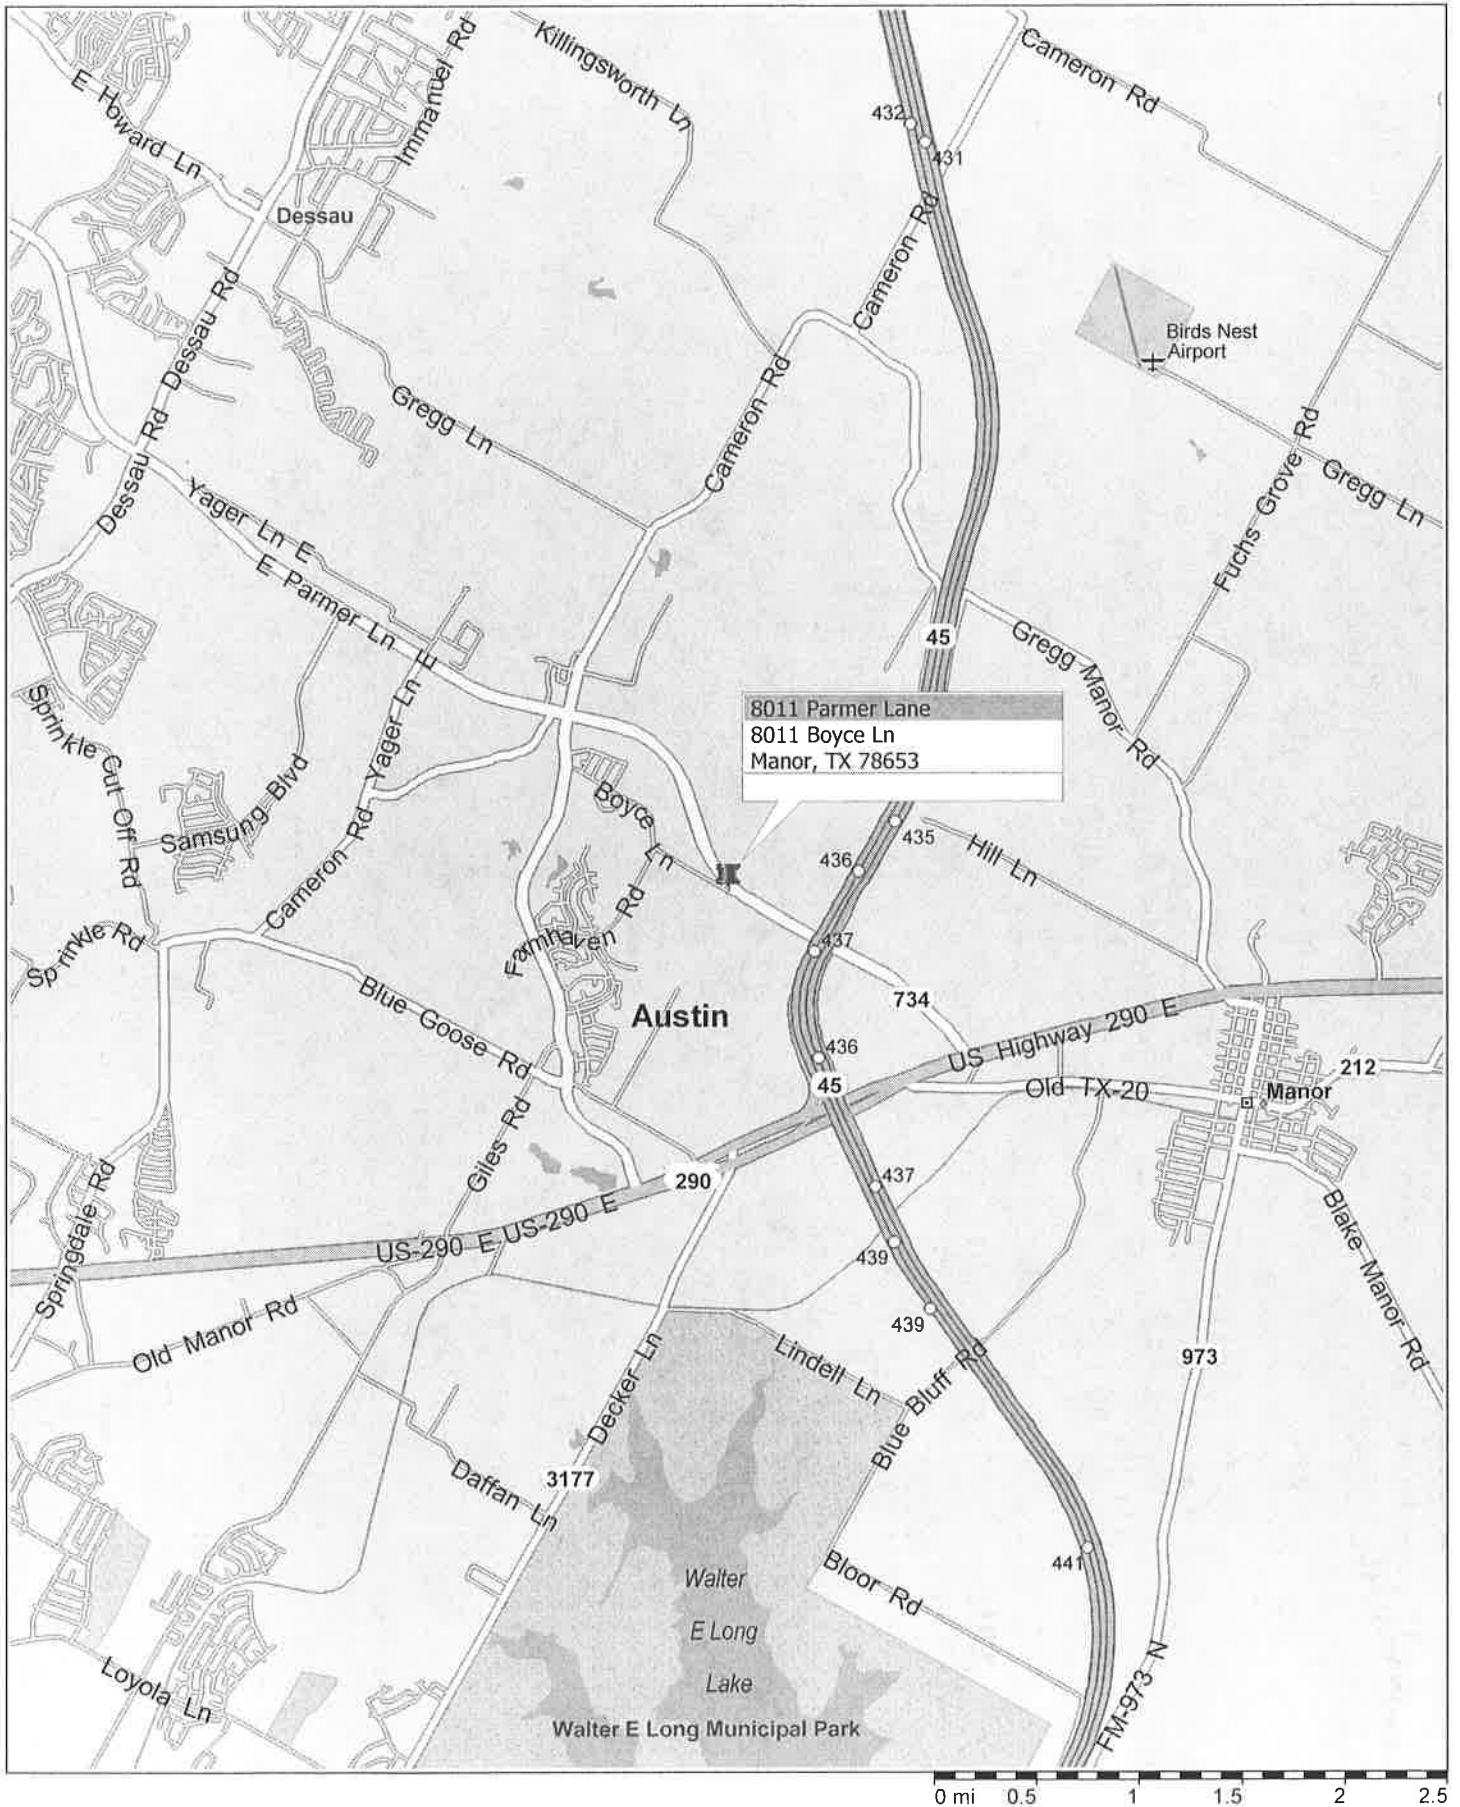 Killingsworth Ln
Immanuel Rd
Cameron Rd
E Howard Ln
432
431
Dessau
Cameron Rd
Dessau Rd
Birds Nest
Airport
Cameron Rd
Gregg Ln
Dessau Rd
Fuchs Grove Rd
Gregg Ln
Yager Ln E
E Parmer Ln
45
Gregg Manor Rd
Yager Ln E
Sprinkle Cut Off Rd
8011 Parmer Lane
8011 Boyce Ln
Manor, TX 78653
Samsung Blvd
Boyce Ln
435
436
Hill Ln
Cameron Rd
Rd
Farmhaven
Sprinkle Rd
437
734
Blue Goose Rd
Austin
436
US Highway 290 E
45
Old TX-20
212
Manor
Giles Rd
290
437
Springdale Rd
US-290 E
US-290 E
439
Blake Manor Rd
Old Manor Rd
439
Lindell Ln
973
Decker Ln
Blue Bluff Rd
3177
Daffan Ln
441
Bloor Rd
Walter
E Long
Lake
Loyola Ln
FM-973 N
Walter E Long Municipal Park
0 mi 0.5 1 1.5 2 2.5